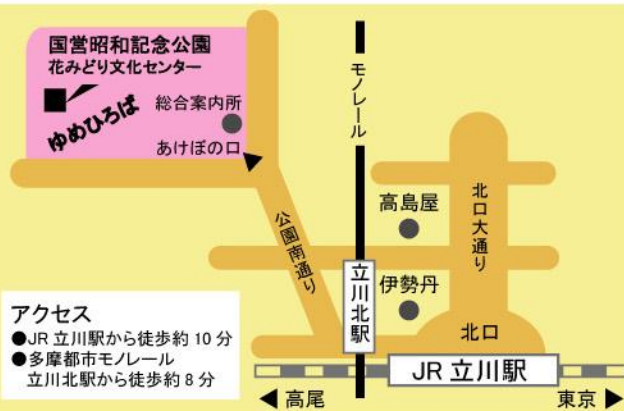 国営昭和記念公園
花みどり文化センター
ゆめひろば
総合案内所
あけぼの口
モノレール
高島屋
北口大通り
公園南通り
立川北駅
伊勢丹
北口
アクセス
●JR 立川駅から徒歩約 10 分
●多摩都市モノレール
立川北駅から徒歩約 8 分
JR 立川駅
◀高尾
東京▶